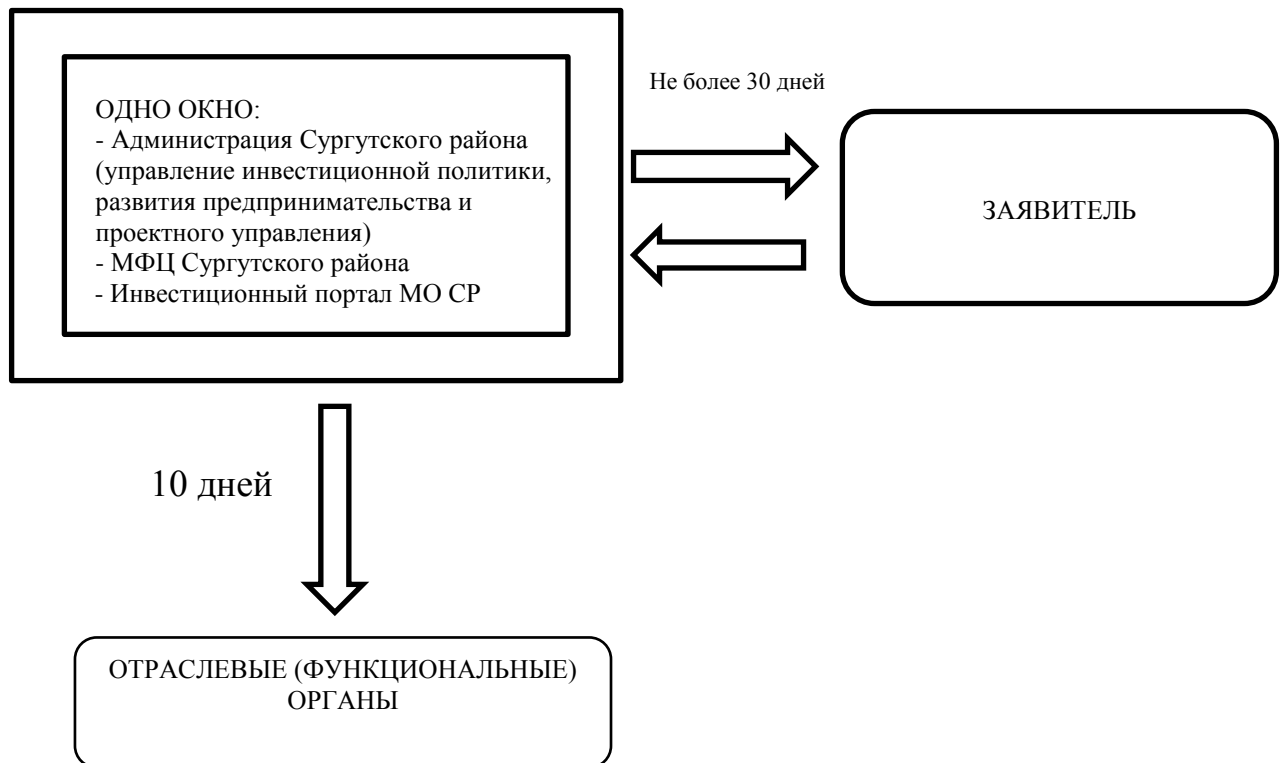 ОДНО ОКНО:
- Администрация Сургутского района
(управление инвестиционной политики,
развития предпринимательства и
проектного управления)
- МФЦ Сургутского района
- Инвестиционный портал МО СР
Не более 30 дней
ЗАЯВИТЕЛЬ
10 дней
ОТРАСЛЕВЫЕ (ФУНКЦИОНАЛЬНЫЕ)
ОРГАНЫ